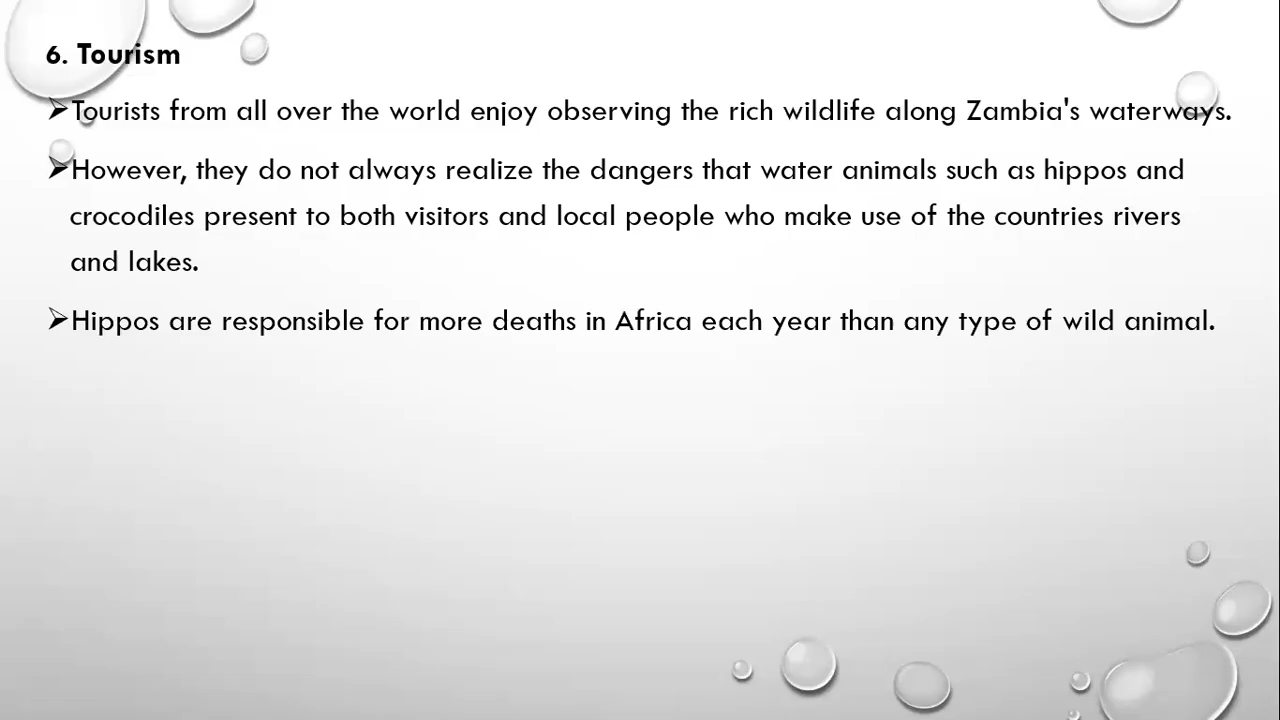 6. Tourism
➢Tourists from all over the world enjoy observing the rich wildlife along Zambia's waterways.
➢However, they do not always realize the dangers that water animals such as hippos and
crocodiles present to both visitors and local people who make use of the countries rivers
and lakes.
➢Hippos are responsible for more deaths in Africa each year than any type of wild animal.